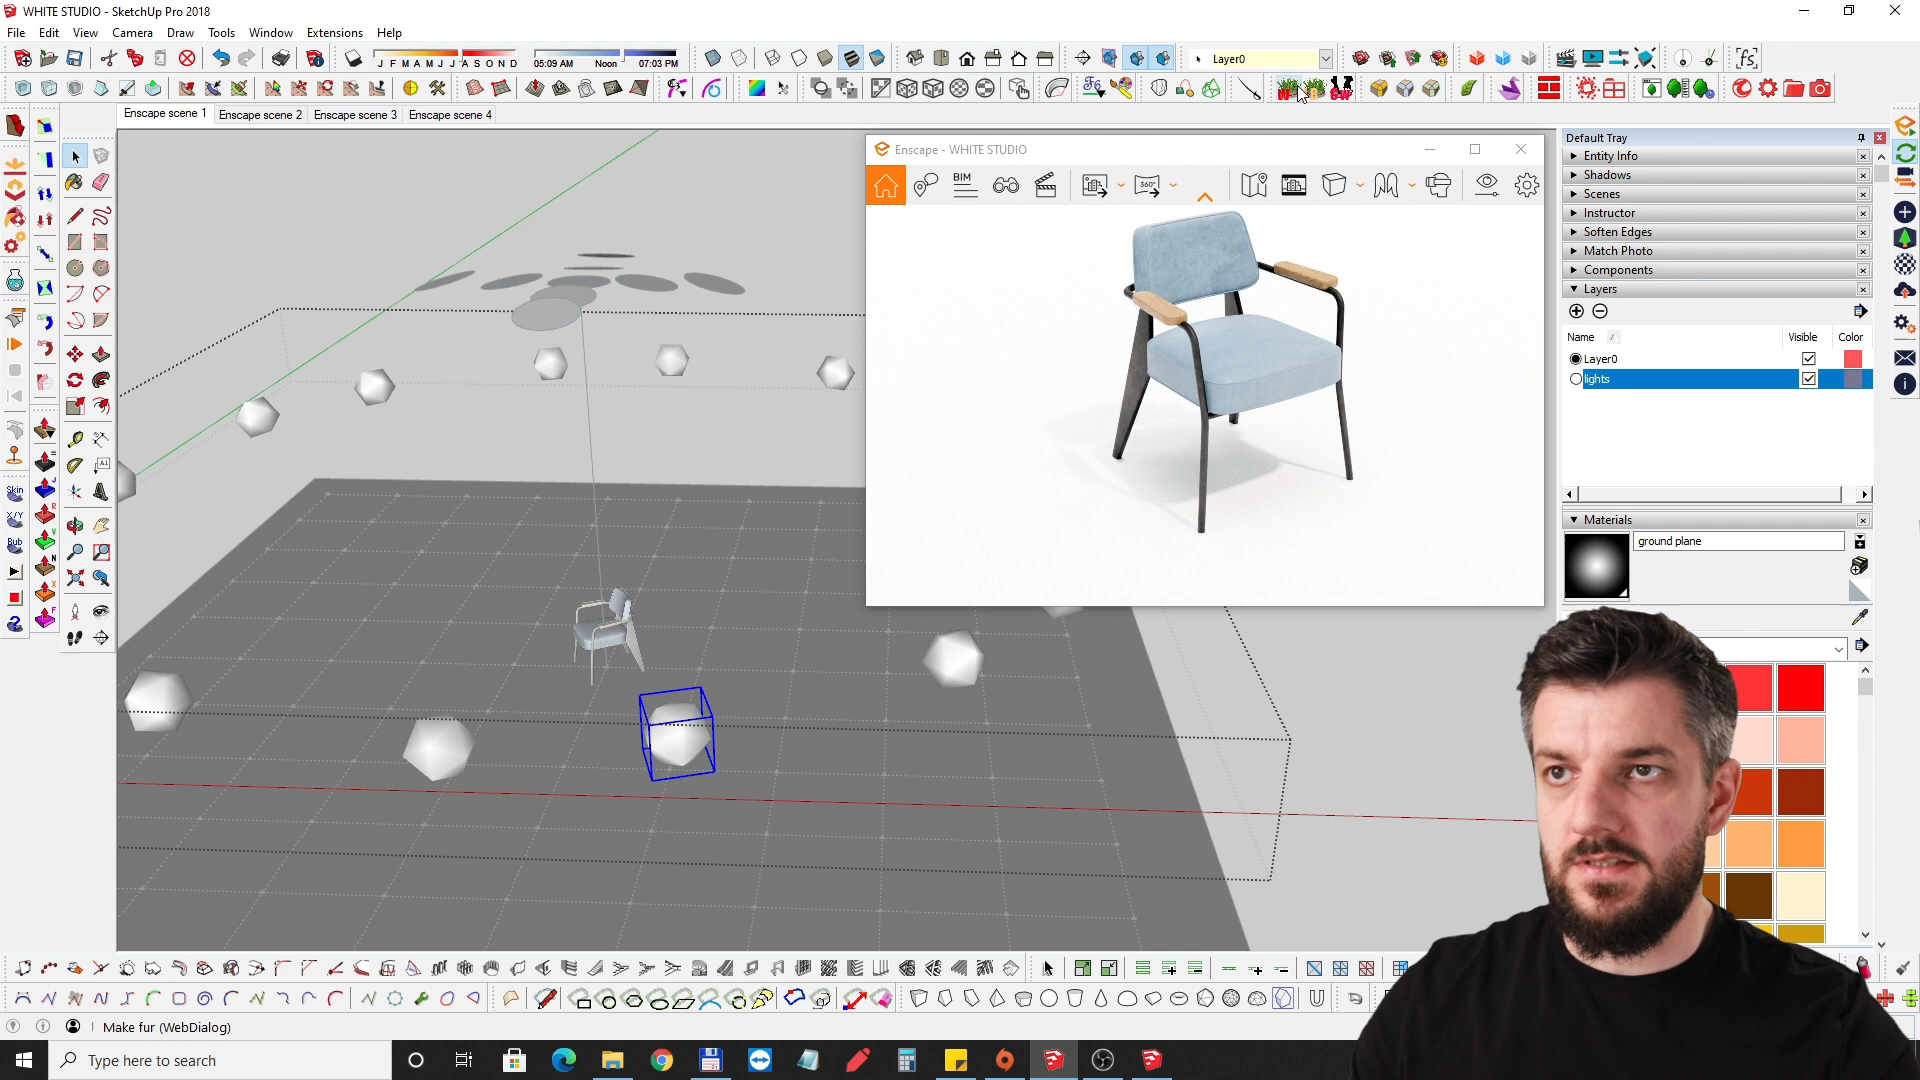 WHITE STUDIO - SketchUp Pro 2018
File Edit View Camera Draw Tools Window Extensions Help
J F M A M J J A S O N D
05:09 AM Noon 07:03 PM
Layer0
Enscape scene 1 Enscape scene 2 Enscape scene 3 Enscape scene 4
Enscape - WHITE STUDIO
BIM
360°
Default Tray
Entity Info
Shadows
Scenes
Instructor
Soften Edges
Match Photo
Components
Layers
Name Visible Color
Layer0
lights
Materials
ground plane
Skin
X/Y
Bub
Make fur (WebDialog)
Type here to search